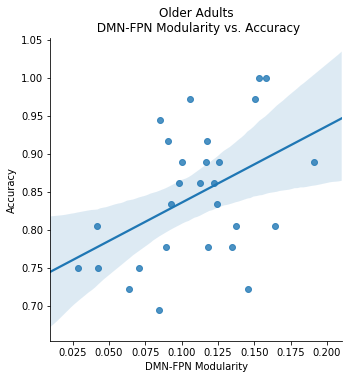 Older Adults
DMN-FPN Modularity vs. Accuracy
1.05
1.00
0.95
0.90
0.85
0.80
0.75
0.70
Accuracy
0.025 0.050 0.075 0.100 0.125 0.150 0.175 0.200
DMN-FPN Modularity